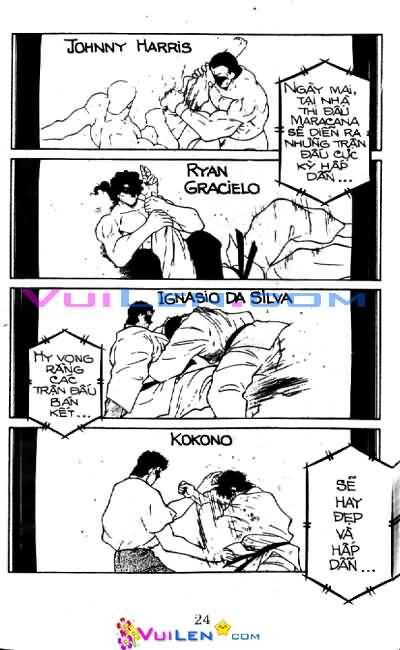 JOHNNY HARRIS
NGÀY MAI,
TẠI NHÀ
THI ĐẤU
MARACANA
SẼ DIỄN RA
NHỮNG TRẬN
ĐẤU CỰC
KỲ HẤP
DẪN...
RYAN
GRACIELO
IGNASIO DA SILVA
VUILEN.COM
HY VỌNG
RẰNG
CÁC
TRẬN ĐẤU
BÁN
KẾT...
KOKONO
SẼ
HAY
ĐẸP
VÀ
HẤP
DẪN...
24
VUILEN.COM